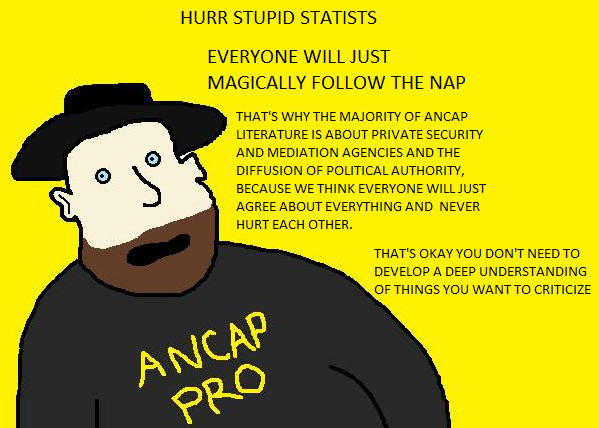 HURR STUPID STATISTS
EVERYONE WILL JUST
MAGICALLY FOLLOW THE NAP
THAT'S WHY THE MAJORITY OF ANCAP
LITERATURE IS ABOUT PRIVATE SECURITY
AND MEDIATION AGENCIES AND THE
DIFFUSION OF POLITICAL AUTHORITY,
BECAUSE WE THINK EVERYONE WILL JUST
AGREE ABOUT EVERYTHING AND NEVER
HURT EACH OTHER.
THAT'S OKAY YOU DON'T NEED TO
DEVELOP A DEEP UNDERSTANDING
OF THINGS YOU WANT TO CRITICIZE
ANCAP
PRO